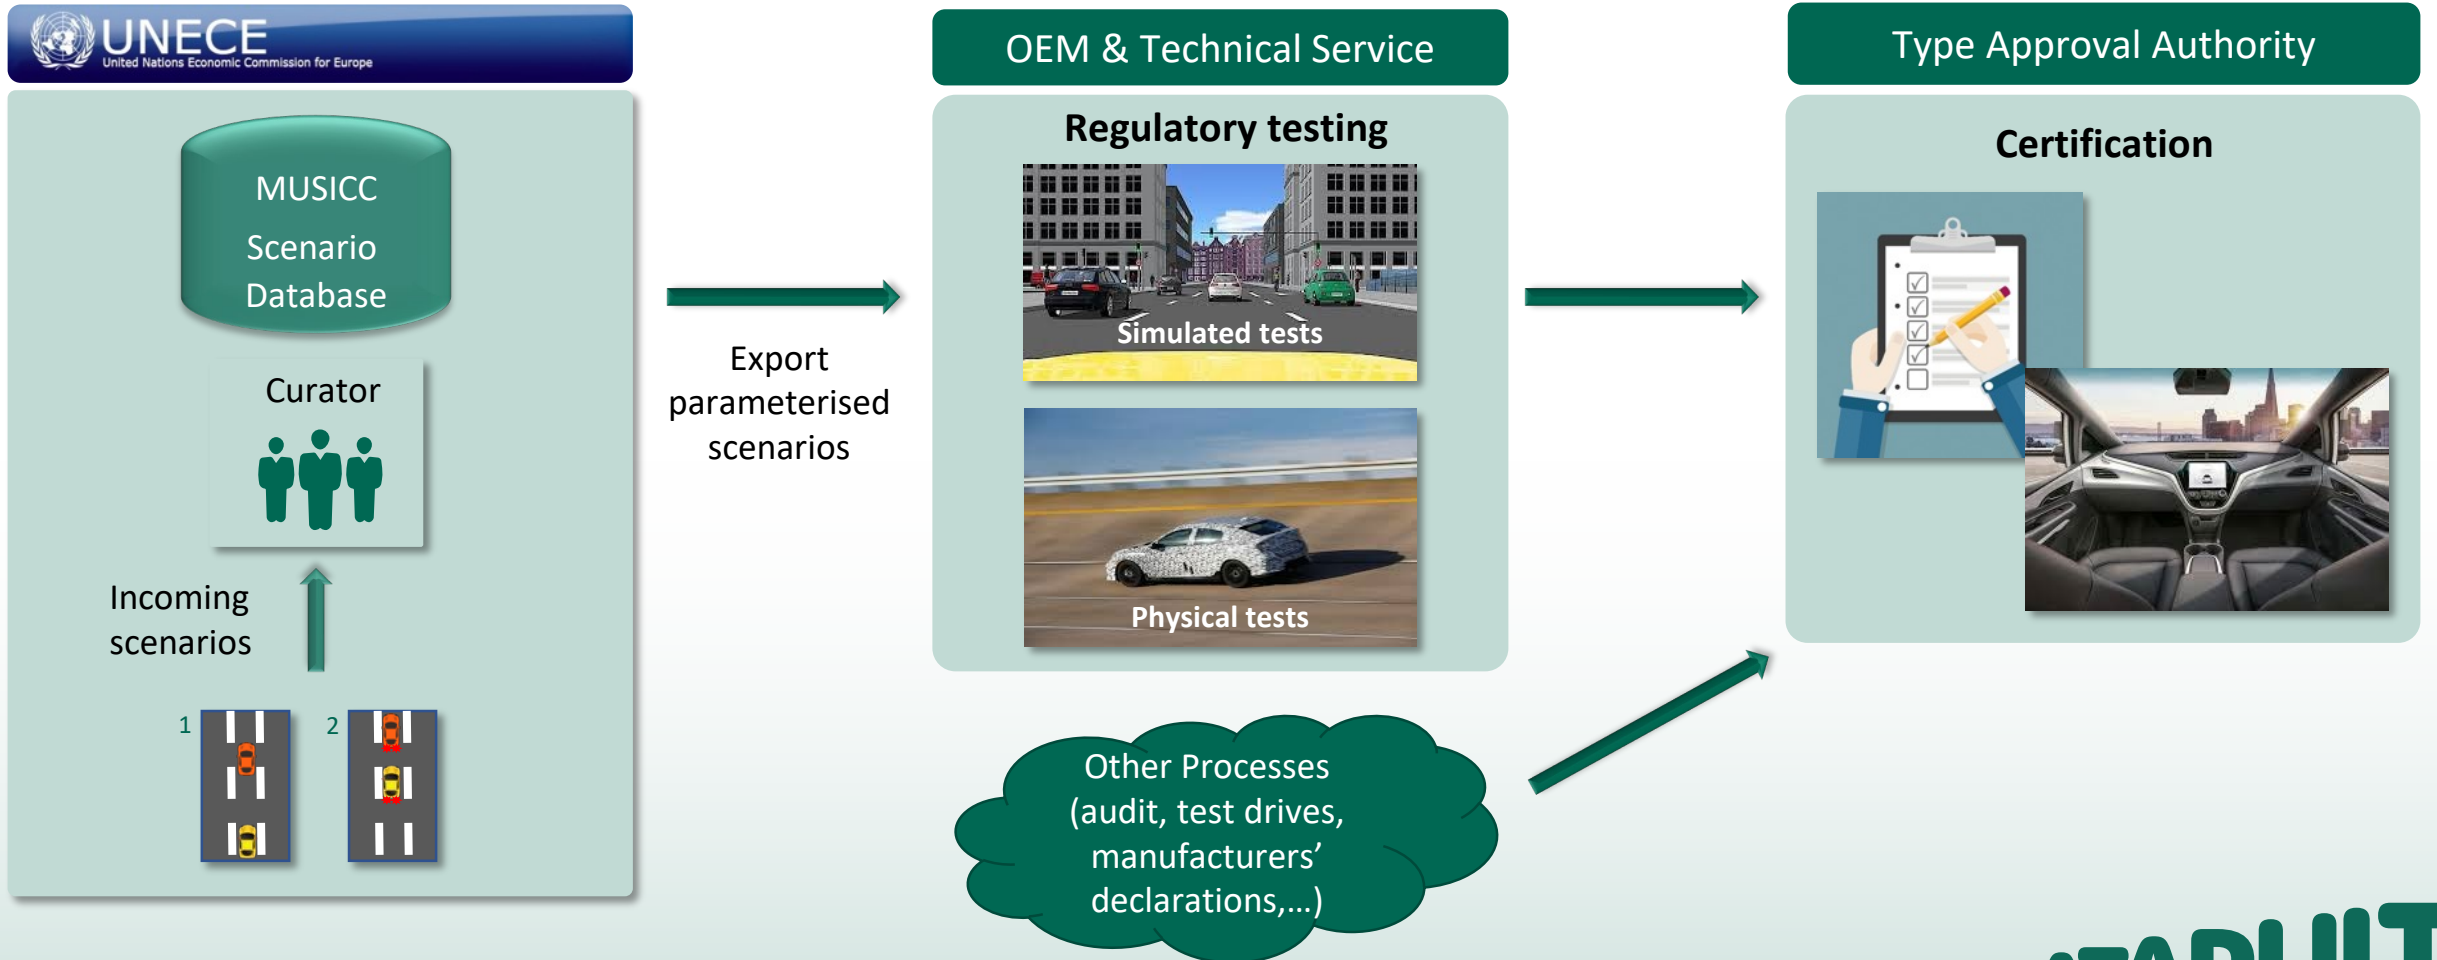 UNECE
United Nations Economic Commission for Europe
MUSICC
Scenario
Database
Curator
Incoming
scenarios
1
2
Export
parameterised
scenarios
OEM & Technical Service
Regulatory testing
Simulated tests
Physical tests
Other Processes
(audit, test drives,
manufacturers’
declarations,...)
Type Approval Authority
Certification